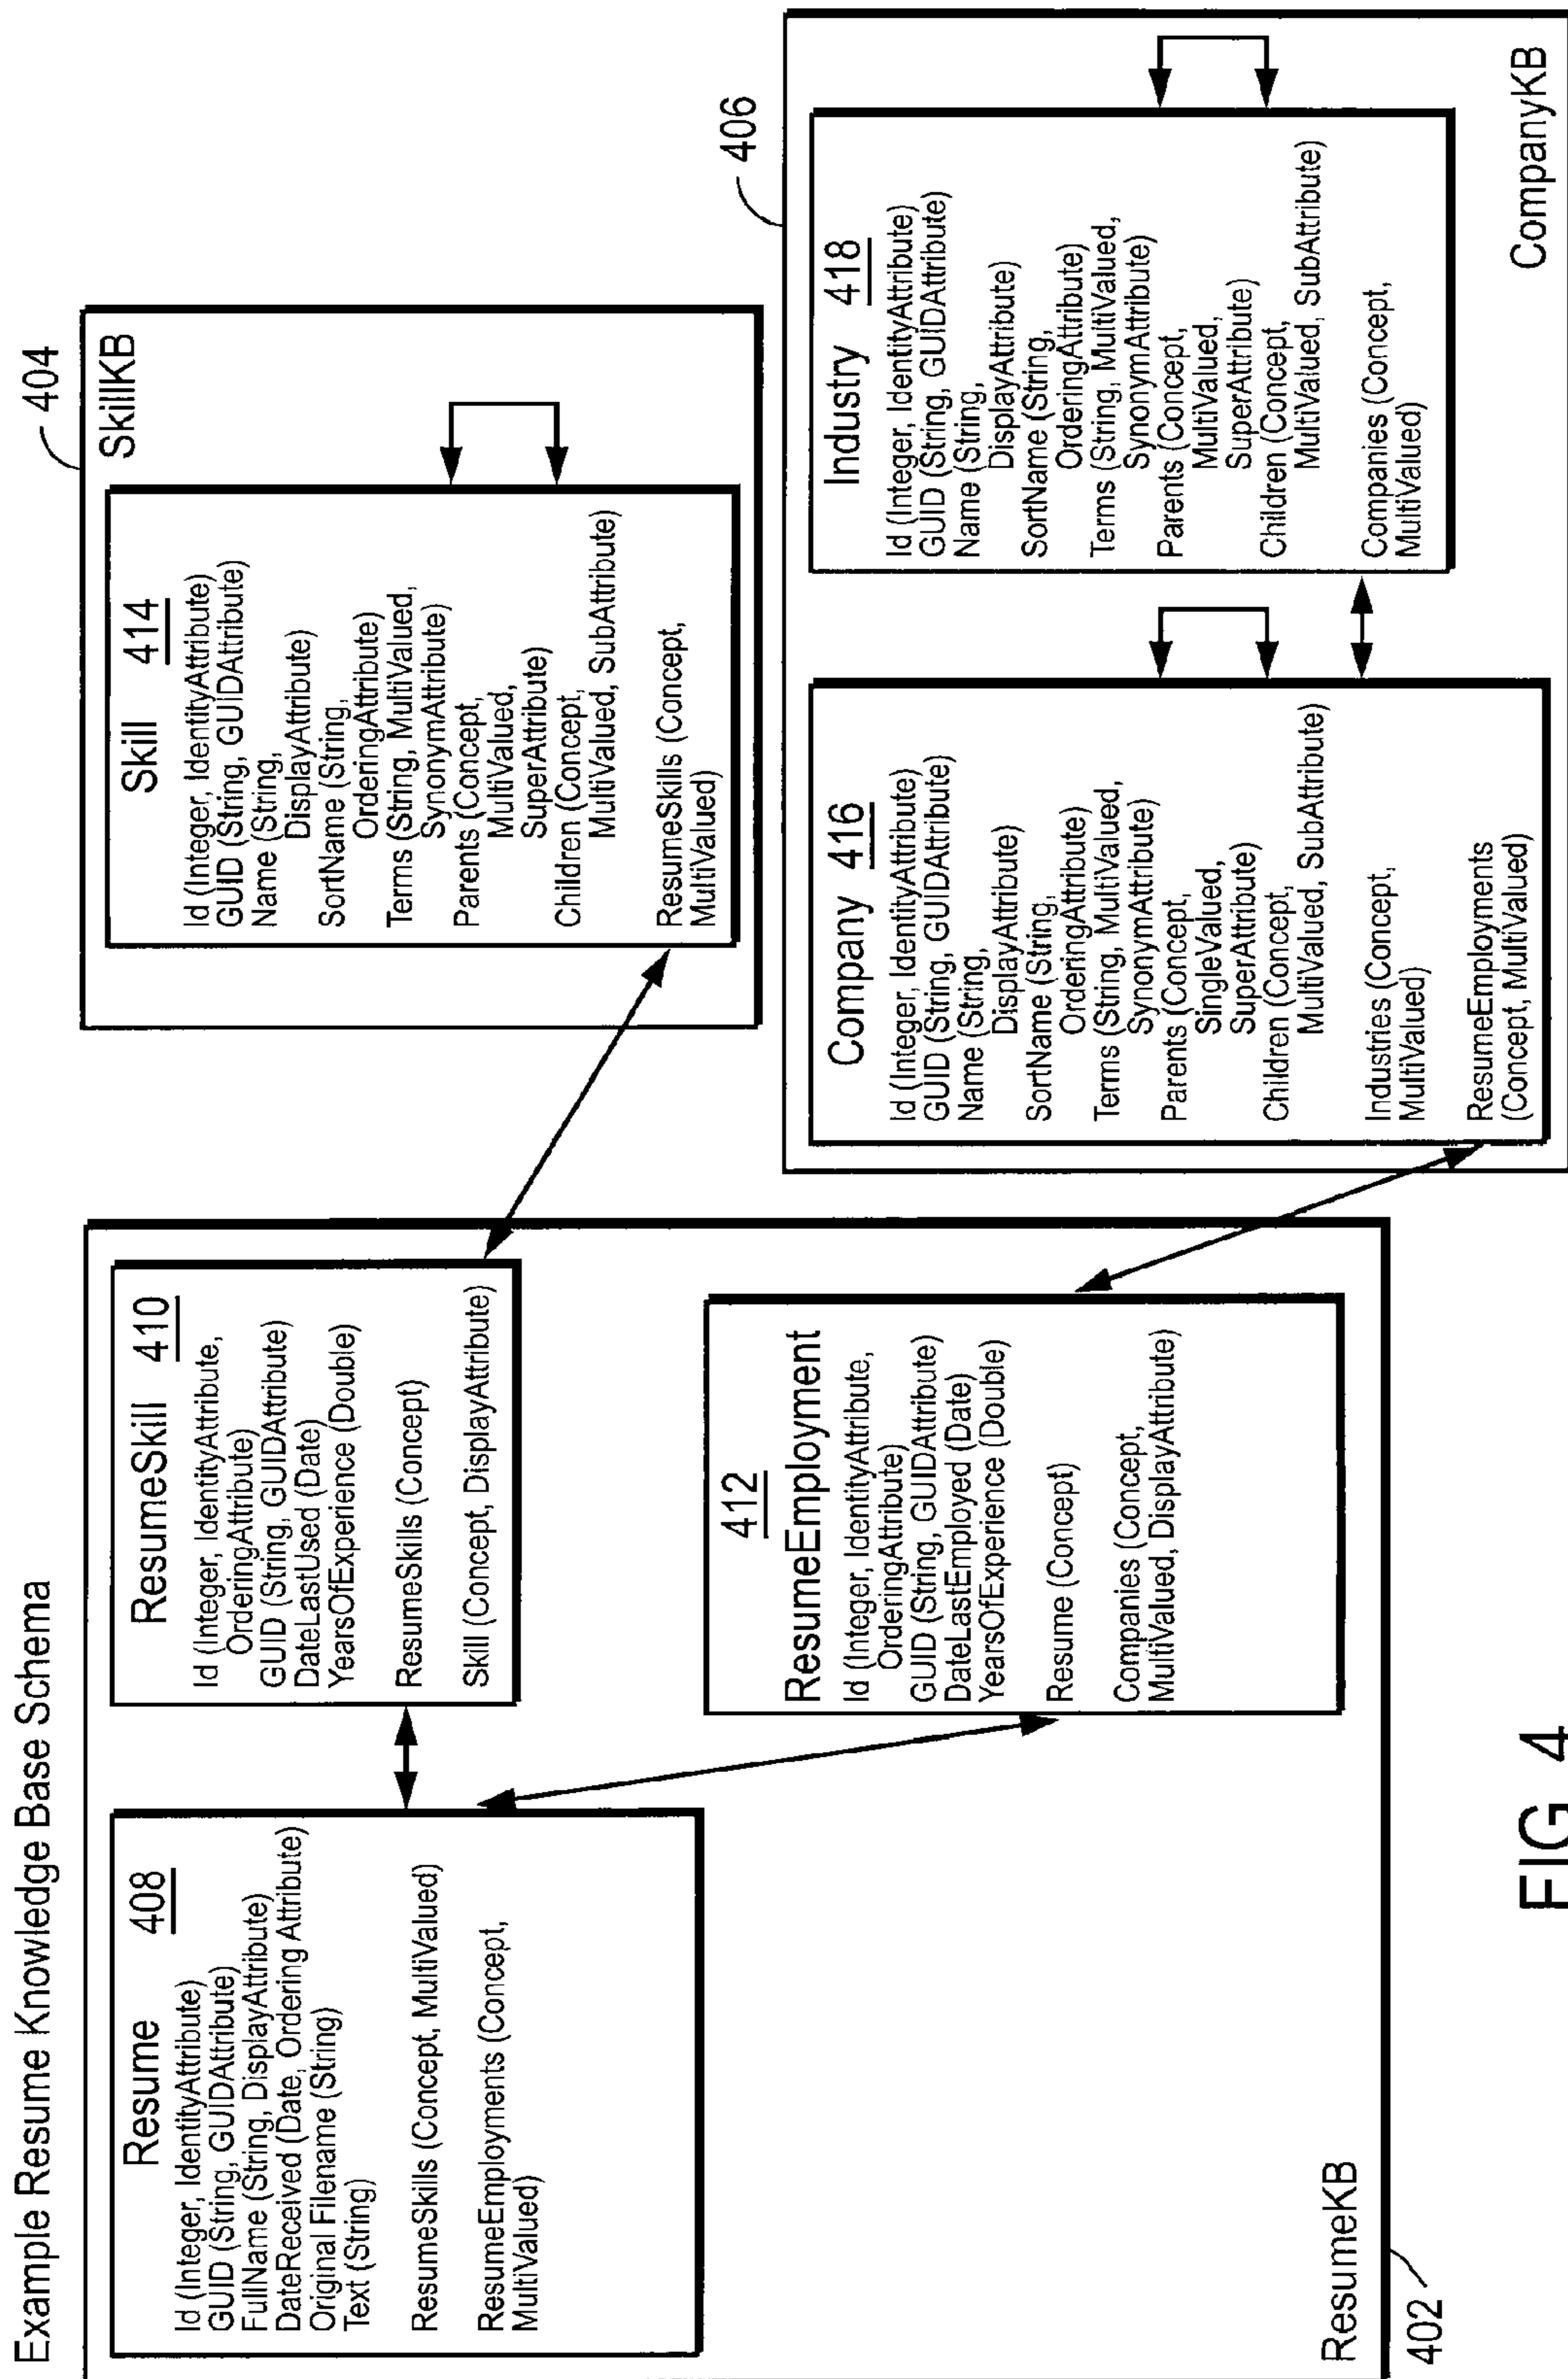 Example Resume Knowledge Base Schema
Resume 408
Id (Integer, IdentityAttribute)
GUID (String, GUIDAttribute)
FullName (String, DisplayAttribute)
DateReceived (Date, Ordering Attribute)
Original Filename (String)
Text (String)
ResumeSkills (Concept, MultiValued)
ResumeEmployments (Concept,
MultiValued)
ResumeSkill 410
Id (Integer, IdentityAttribute,
OrderingAttribute)
GUID (String, GUIDAttribute)
DateLastUsed (Date)
YearsOfExperience (Double)
ResumeSkills (Concept)
Skill (Concept, DisplayAttribute)
412
ResumeEmployment
Id (Integer, IdentityAttribute,
OrderingAttribute)
GUID (String, GUIDAttribute)
DateLastEmployed (Date)
YearsOfExperience (Double)
Resume (Concept)
Companies (Concept,
MultiValued, DisplayAttribute)
ResumeKB
402
404
SkillKB
Skill 414
Id (Integer, IdentityAttribute)
GUID (String, GUIDAttribute)
Name (String,
DisplayAttribute)
SortName (String,
OrderingAttribute)
Terms (String, MultiValued,
SynonymAttribute)
Parents (Concept,
MultiValued,
SuperAttribute)
Children (Concept,
MultiValued, SubAttribute)
ResumeSkills (Concept,
MultiValued)
406
Company 416
Id (Integer, IdentityAttribute)
GUID (String, GUIDAttribute)
Name (String,
DisplayAttribute)
SortName (String,
OrderingAttribute)
Terms (String, MultiValued,
SynonymAttribute)
Parents (Concept,
SingleValued,
SuperAttribute)
Children (Concept,
MultiValued, SubAttribute)
Industries (Concept,
MultiValued)
ResumeEmployments
(Concept, MultiValued)
Industry 418
Id (Integer, IdentityAttribute)
GUID (String, GUIDAttribute)
Name (String,
DisplayAttribute)
SortName (String,
OrderingAttribute)
Terms (String, MultiValued,
SynonymAttribute)
Parents (Concept,
MultiValued,
SuperAttribute)
Children (Concept,
MultiValued, SubAttribute)
Companies (Concept,
MultiValued)
CompanyKB
FIG 4